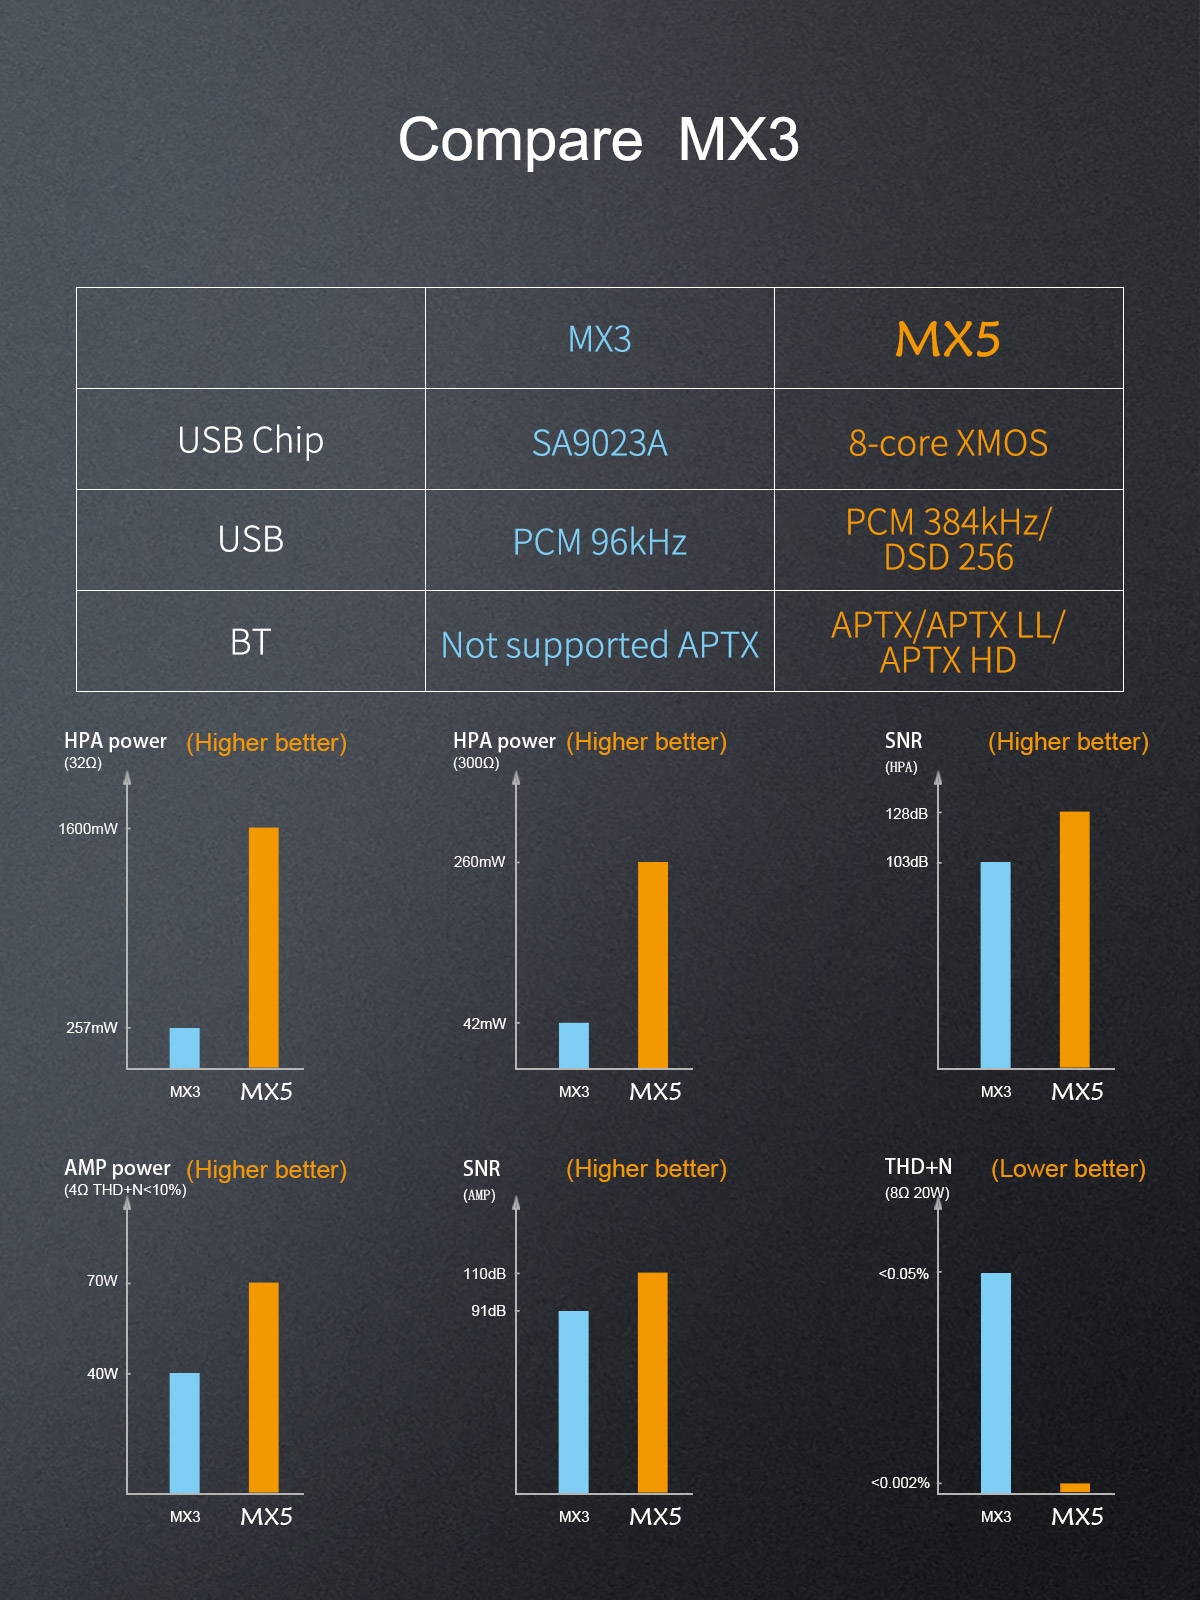 Compare MX3
MX3 MX5
USB Chip SA9023A 8-core XMOS
USB PCM 96kHz PCM 384kHz/
DSD 256
BT Not supported APTX APTX/APTX LL/
APTX HD
HPA power (Higher better)
(32Ω)
1600mW
257mW
MX3 MX5
HPA power (Higher better)
(300Ω)
260mW
42mW
MX3 MX5
SNR (Higher better)
(HPA)
128dB
103dB
MX3 MX5
AMP power (Higher better)
(4Ω THD+N<10%)
70W
40W
MX3 MX5
SNR (Higher better)
(AMP)
110dB
91dB
MX3 MX5
THD+N (Lower better)
(8Ω 20W)
<0.05%
<0.002%
MX3 MX5